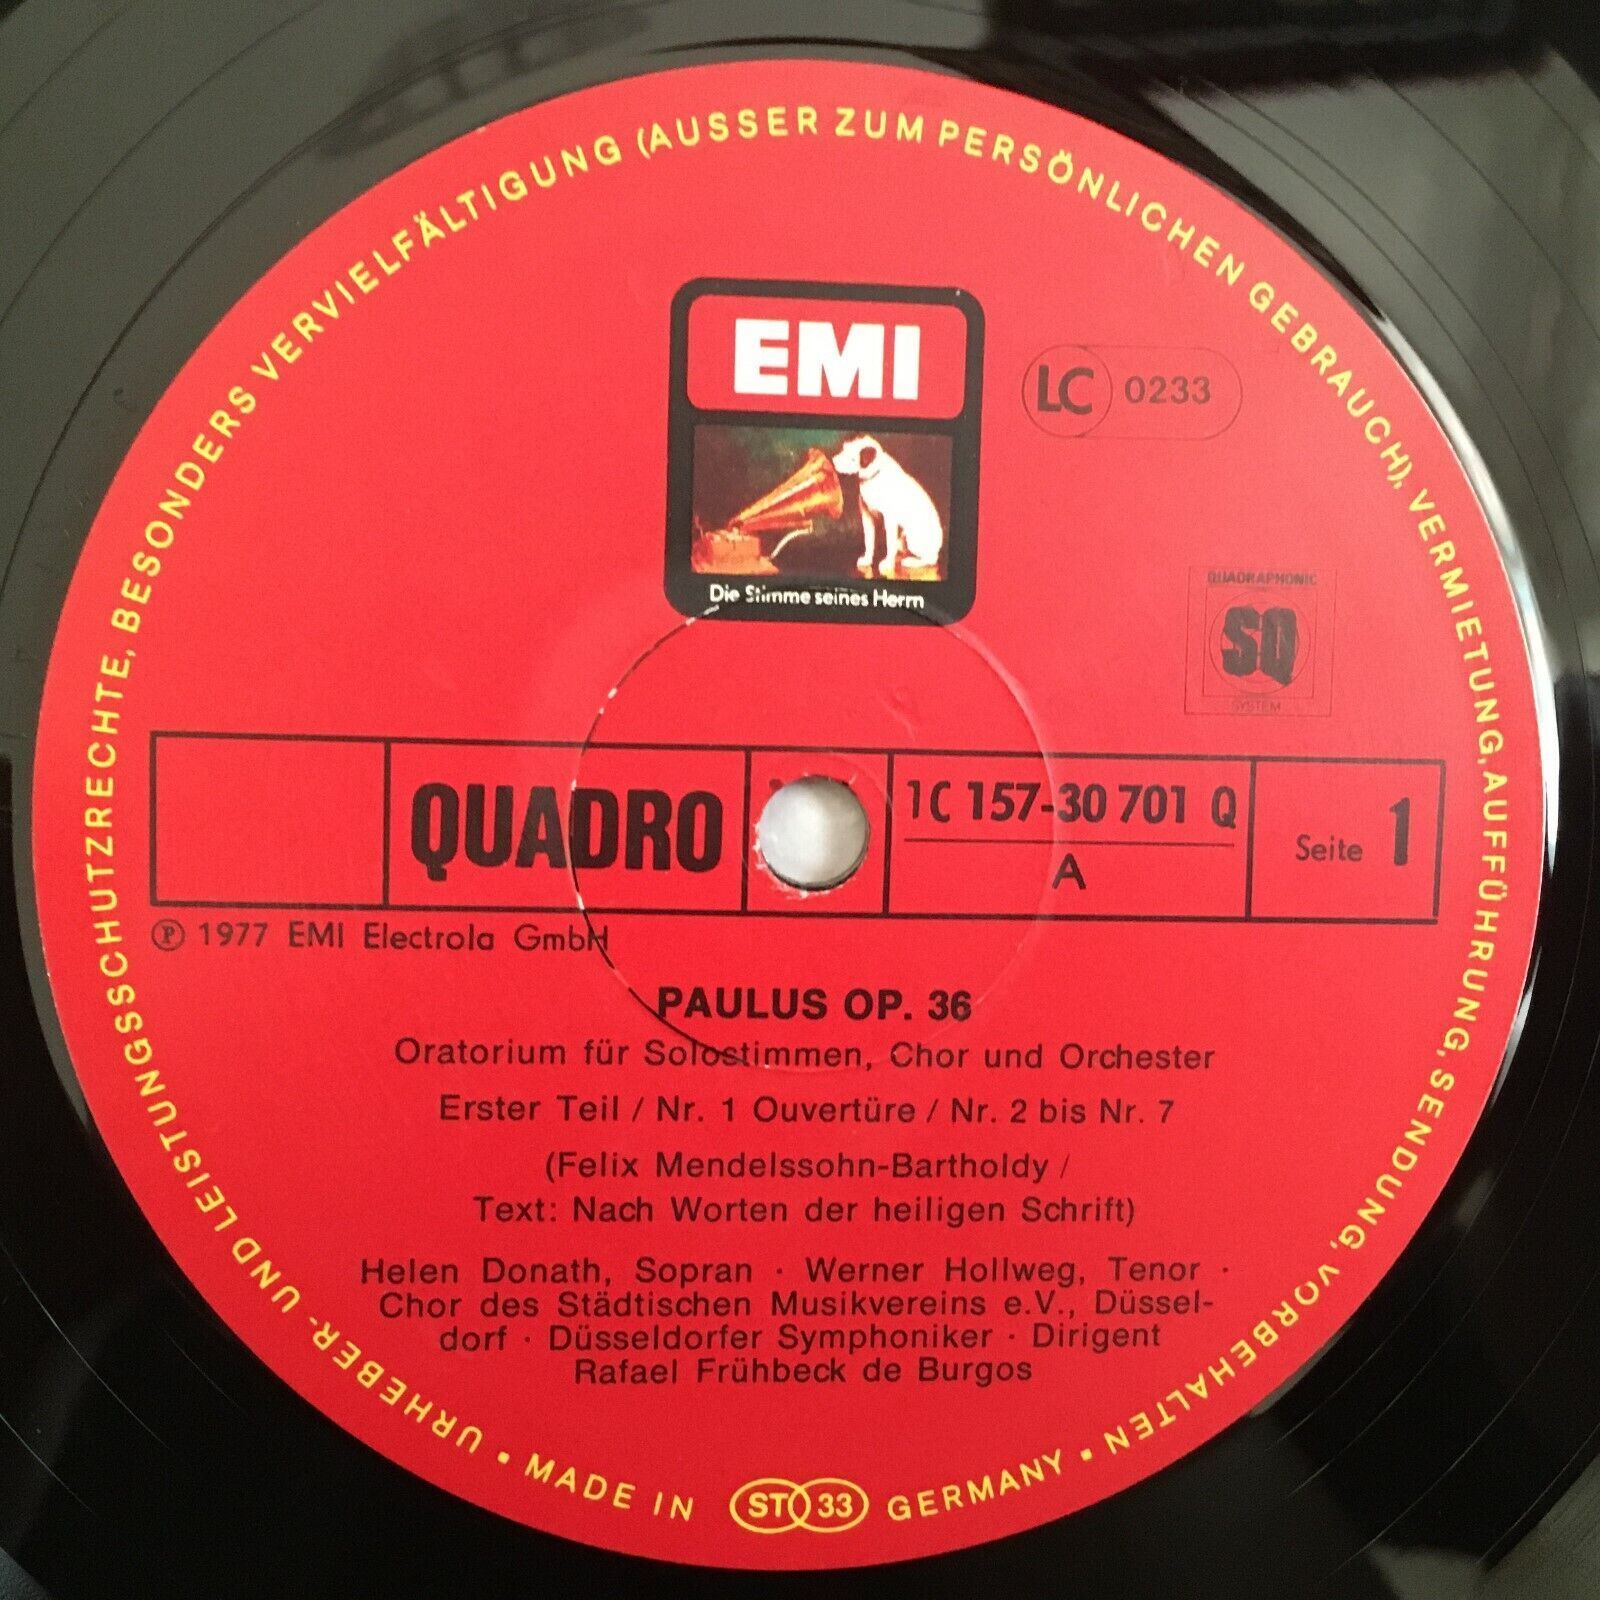 URHEBER- UND LEISTUNGSSCHUTZRECHTE, BESONDERS VERVIELFÄLTIGUNG (AUSSER ZUM PERSÖNLICHEN GEBRAUCH), VERMIETUNG, AUFFÜHRUNG, SENDUNG, VORBEHALTEN •
EMI
Die Stimme seines Herrn
LC 0233
QUADRAPHONIC
SQ
SYSTEM
QUADRO
1C 157-30 701 Q
A
Seite 1
℗ 1977 EMI Electrola GmbH
PAULUS OP. 36
Oratorium für Solostimmen, Chor und Orchester
Erster Teil / Nr. 1 Ouvertüre / Nr. 2 bis Nr. 7
(Felix Mendelssohn-Bartholdy /
Text: Nach Worten der heiligen Schrift)
Helen Donath, Sopran · Werner Hollweg, Tenor ·
Chor des Städtischen Musikvereins e.V., Düssel-
dorf · Düsseldorfer Symphoniker · Dirigent
Rafael Frühbeck de Burgos
• MADE IN ST 33 GERMANY